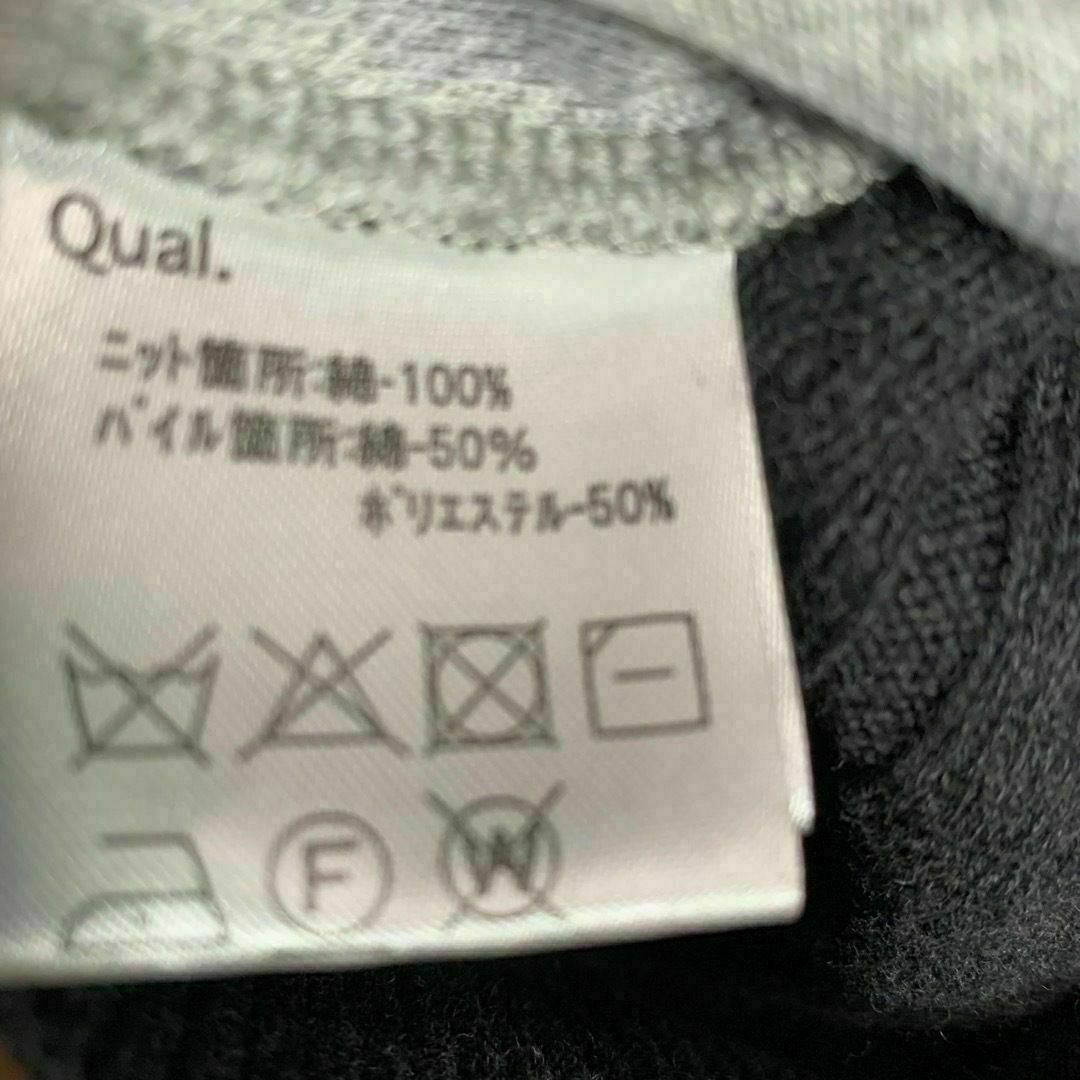 Qual.
ニット箇所:綿-100%
パイル箇所:綿-50%
ポリエステル-50%
F
W